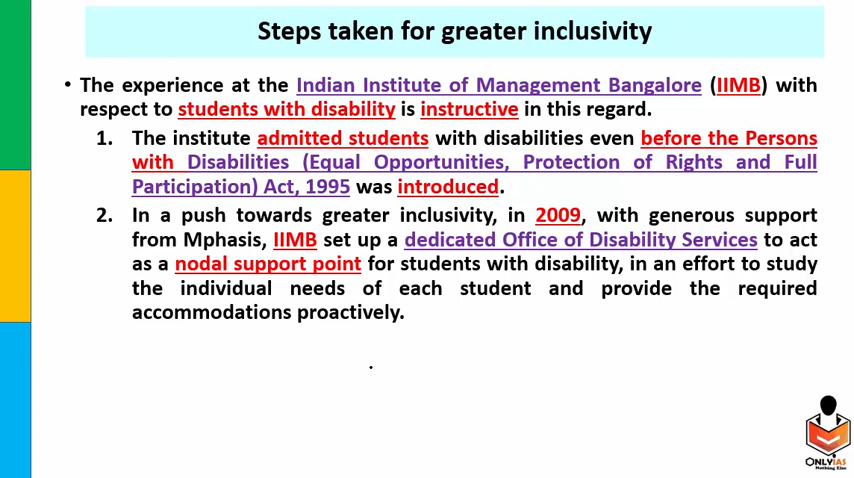 Steps taken for greater inclusivity
• The experience at the Indian Institute of Management Bangalore (IIMB) with
respect to students with disability is instructive in this regard.
1. The institute admitted students with disabilities even before the Persons
with Disabilities (Equal Opportunities, Protection of Rights and Full
Participation) Act, 1995 was introduced.
2. In a push towards greater inclusivity, in 2009, with generous support
from Mphasis, IIMB set up a dedicated Office of Disability Services to act
as a nodal support point for students with disability, in an effort to study
the individual needs of each student and provide the required
accommodations proactively.
ONLYIAS
Nothing Else